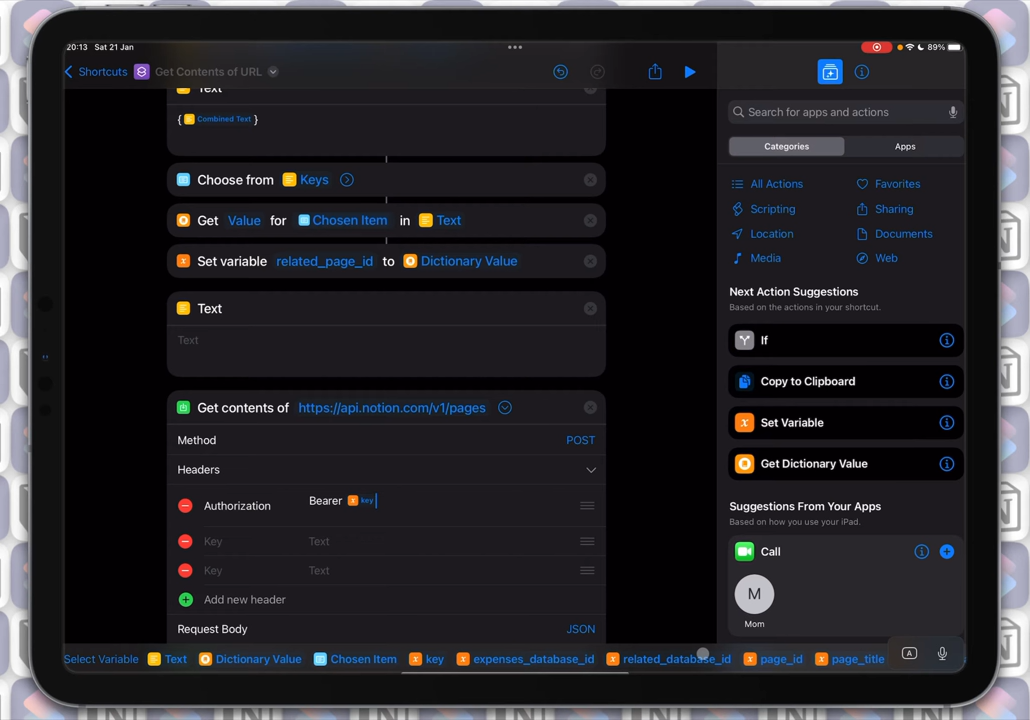 20:13 Sat 21 Jan
89%
Shortcuts Get Contents of URL
Text
{ Combined Text }
Choose from Keys
Get Value for Chosen Item in Text
Set variable related_page_id to Dictionary Value
Text
Text
Get contents of https://api.notion.com/v1/pages
Method POST
Headers
Authorization Bearer key
Key Text
Key Text
Add new header
Request Body JSON
Select Variable Text Dictionary Value Chosen Item key expenses_database_id related_database_id page_id page_title
Search for apps and actions
Categories Apps
All Actions Favorites
Scripting Sharing
Location Documents
Media Web
Next Action Suggestions
Based on the actions in your shortcut.
If
Copy to Clipboard
Set Variable
Get Dictionary Value
Suggestions From Your Apps
Based on how you use your iPad.
Call
M
Mom
A